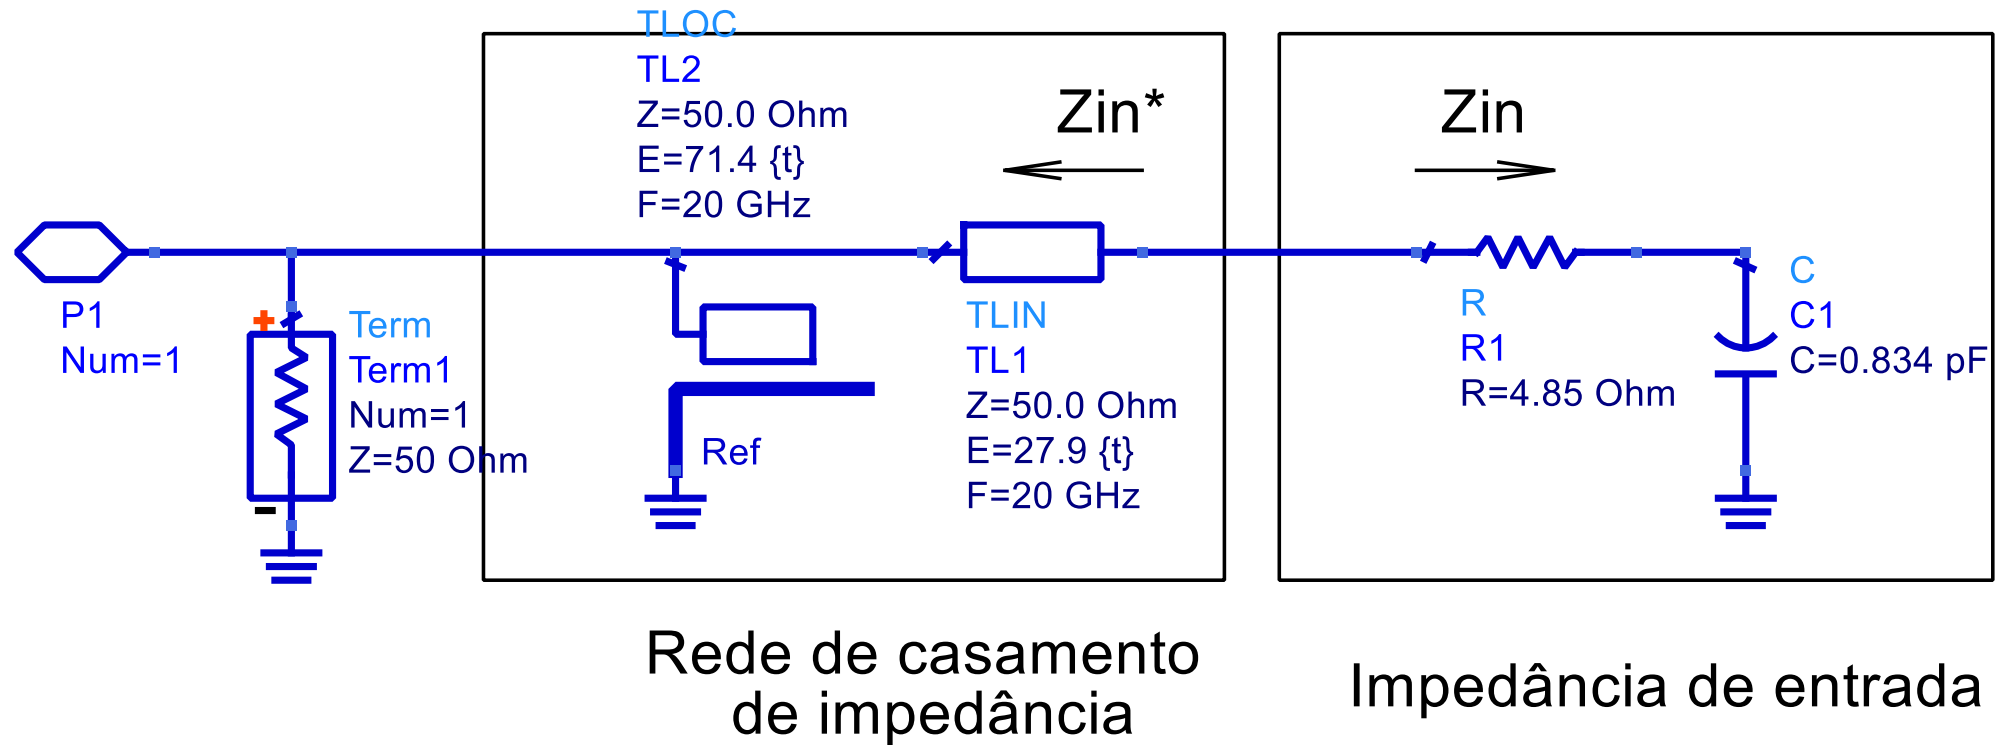 TLOC
TL2
Z=50.0 Ohm
E=71.4 {t}
F=20 GHz
Zin*
Zin
P1
Num=1
+
Term
Term1
Num=1
Z=50 Ohm
-
Ref
TLIN
TL1
Z=50.0 Ohm
E=27.9 {t}
F=20 GHz
R
R1
R=4.85 Ohm
C
C1
C=0.834 pF
Rede de casamento
de impedância
Impedância de entrada